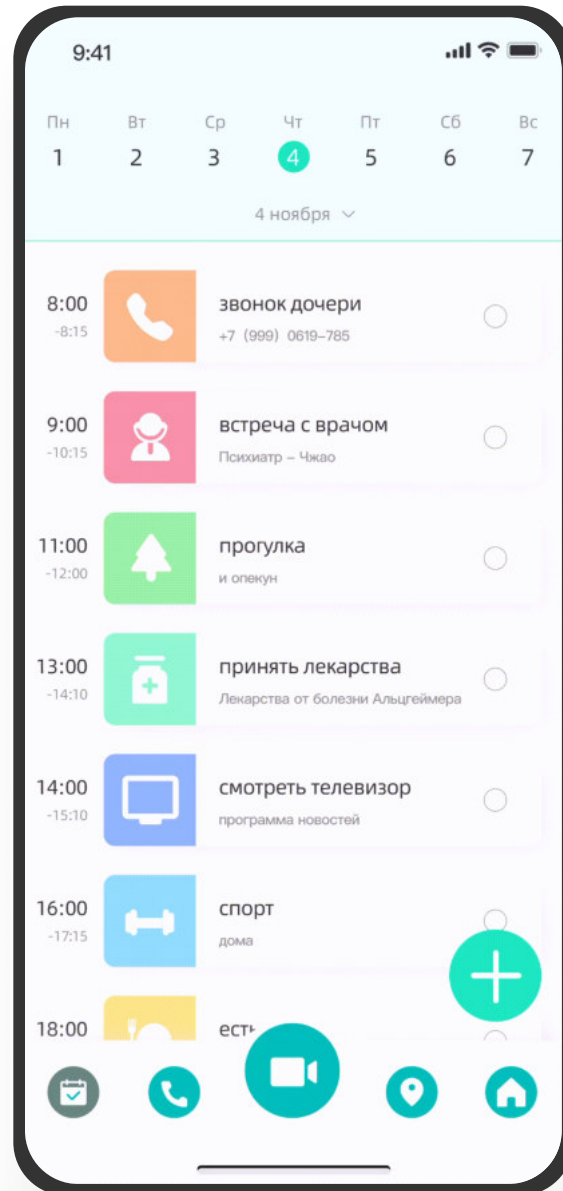 9:41
Пн Вт Ср Чт Пт Сб Вс
1 2 3 4 5 6 7
4 ноября
8:00
-8:15
звонок дочери
+7 (999) 0619-785
9:00
-10:15
встреча с врачом
Психиатр – Чжао
11:00
-12:00
прогулка
и опекун
13:00
-14:10
принять лекарства
Лекарства от болезни Альцгеймера
14:00
-15:10
смотреть телевизор
программа новостей
16:00
-17:15
спорт
дома
18:00
есть